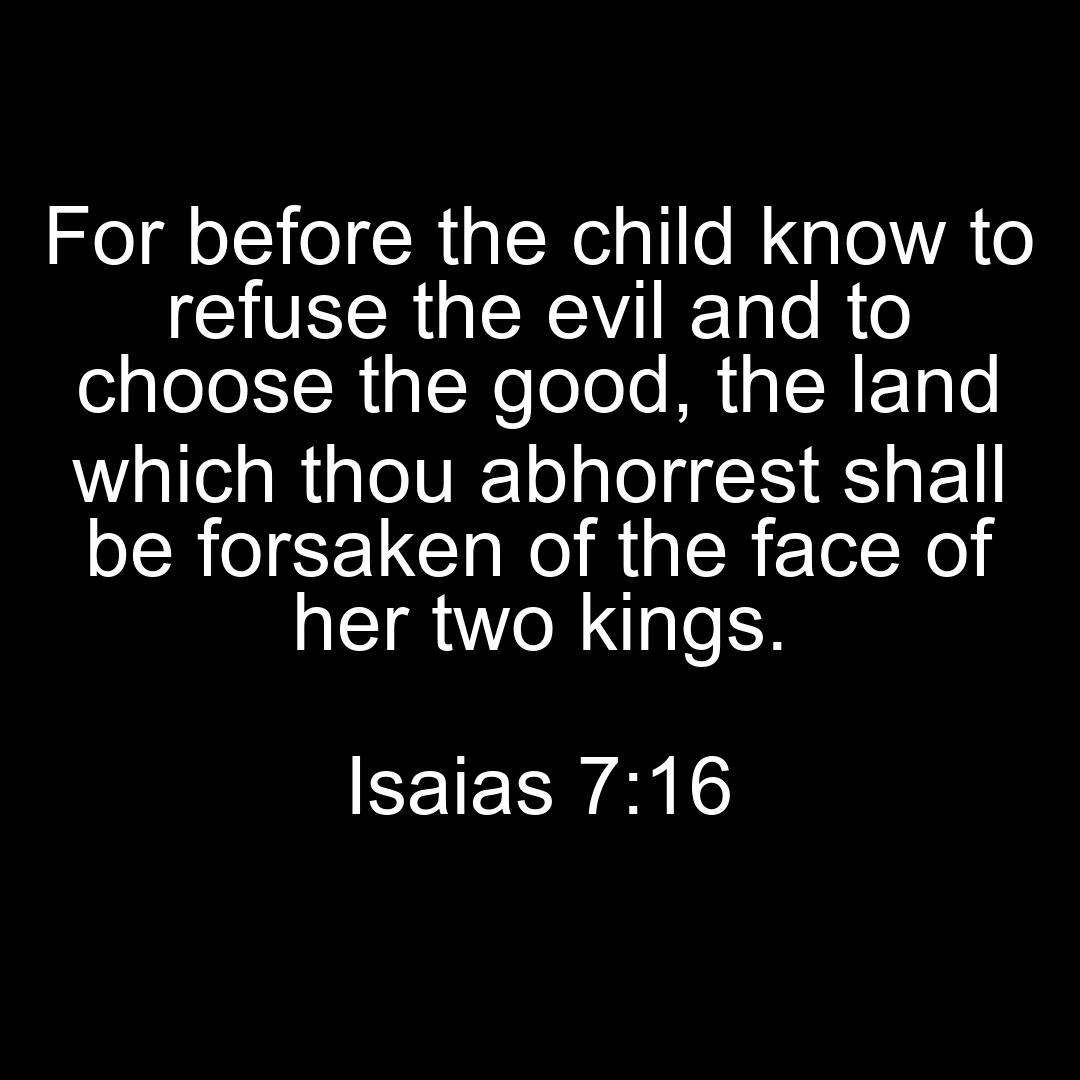 For before the child know to
refuse the evil and to
choose the good, the land
which thou abhorrest shall
be forsaken of the face of
her two kings.
Isaias 7:16